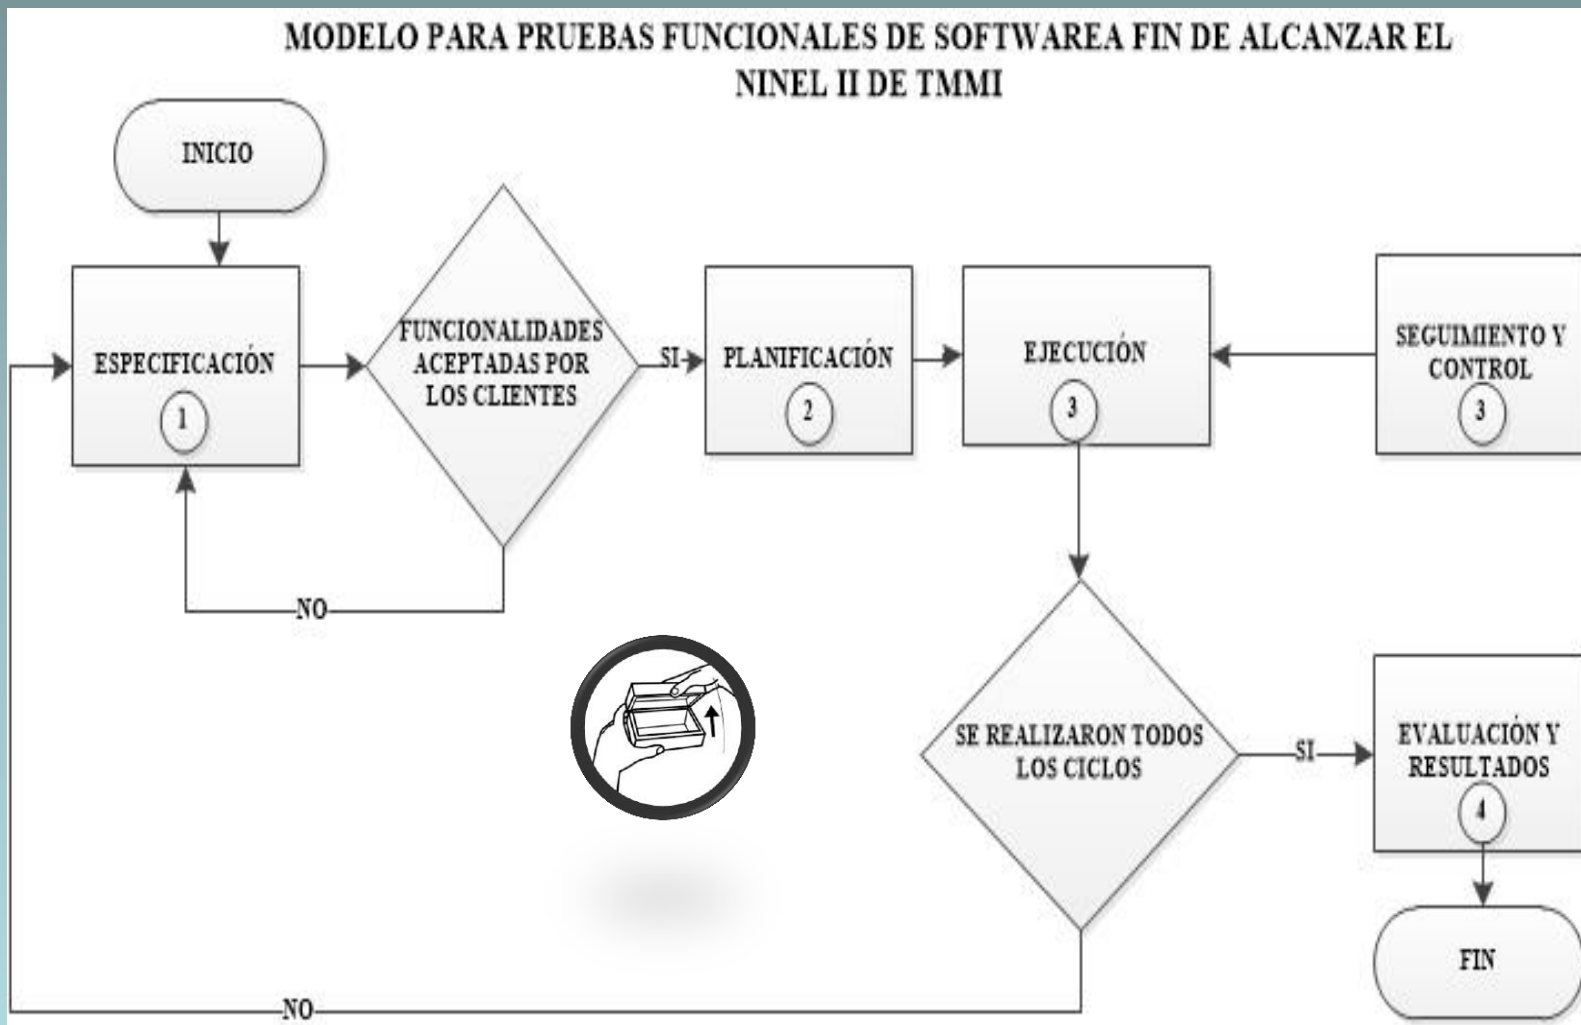 MODELO PARA PRUEBAS FUNCIONALES DE SOFTWAREA FIN DE ALCANZAR EL
NINEL II DE TMMI
INICIO
ESPECIFICACIÓN
1
FUNCIONALIDADES
ACEPTADAS POR
LOS CLIENTES
SI
PLANIFICACIÓN
2
EJECUCIÓN
3
SEGUIMIENTO Y
CONTROL
3
NO
SE REALIZARON TODOS
LOS CICLOS
SI
EVALUACIÓN Y
RESULTADOS
4
FIN
NO